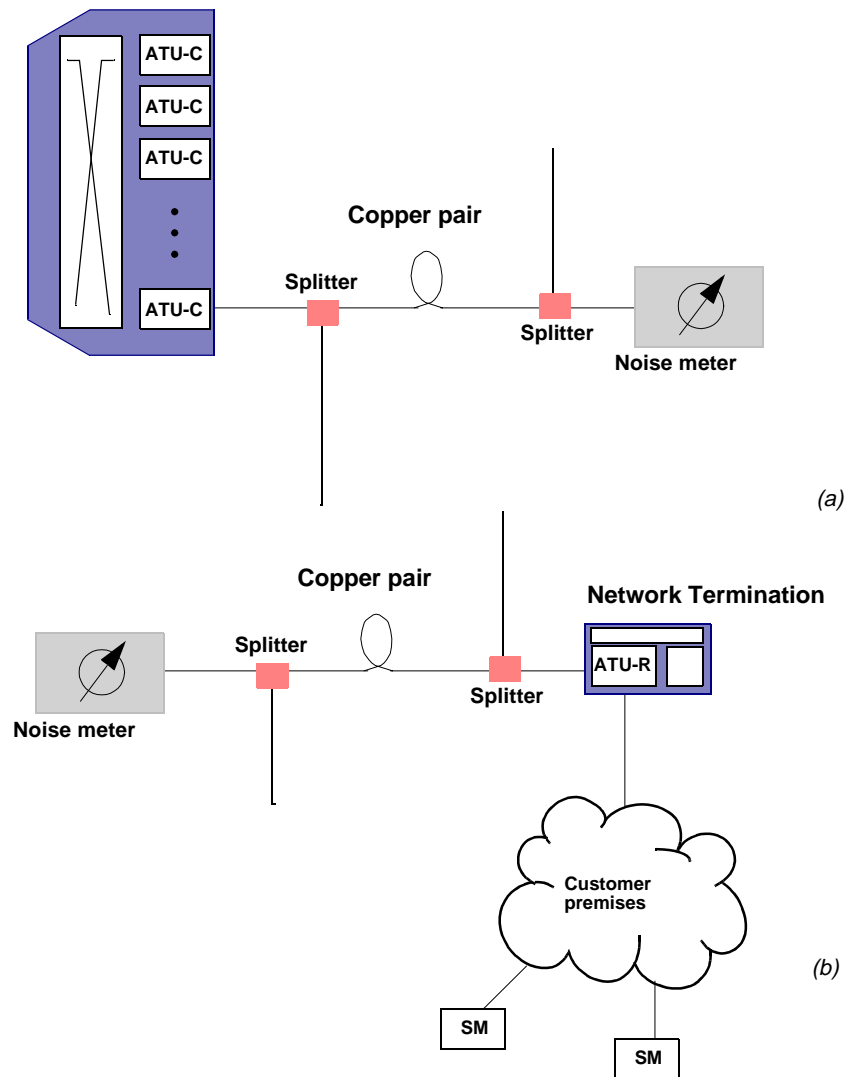 ATU-C
ATU-C
ATU-C
Copper pair
Splitter
ATU-C
Splitter
Noise meter
(a)
Copper pair
Network Termination
Splitter
ATU-R
Splitter
Noise meter
Customer
premises
(b)
SM
SM